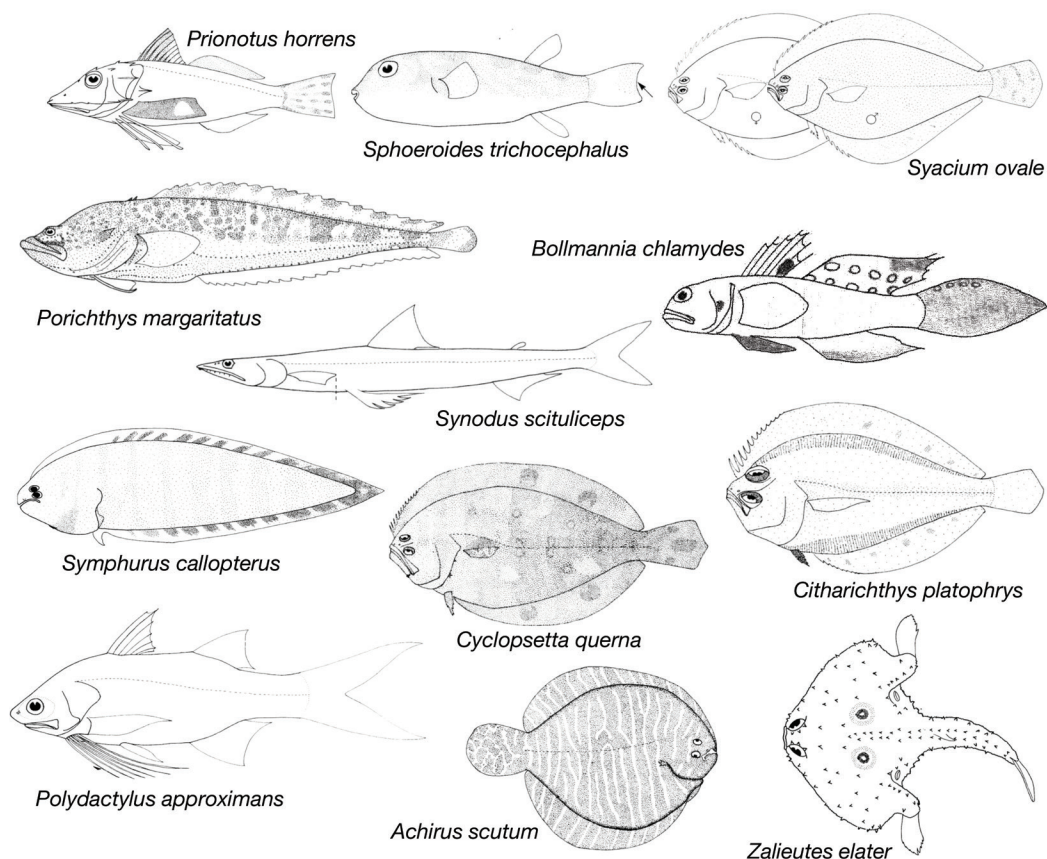 Prionotus horrens
Sphoeroides trichocephalus
♀
♂
Syacium ovale
Porichthys margaritatus
Bollmannia chlamydes
Synodus scituliceps
Symphurus callopterus
Cyclopsetta querna
Citharichthys platophrys
Polydactylus approximans
Achirus scutum
Zalieutes elater